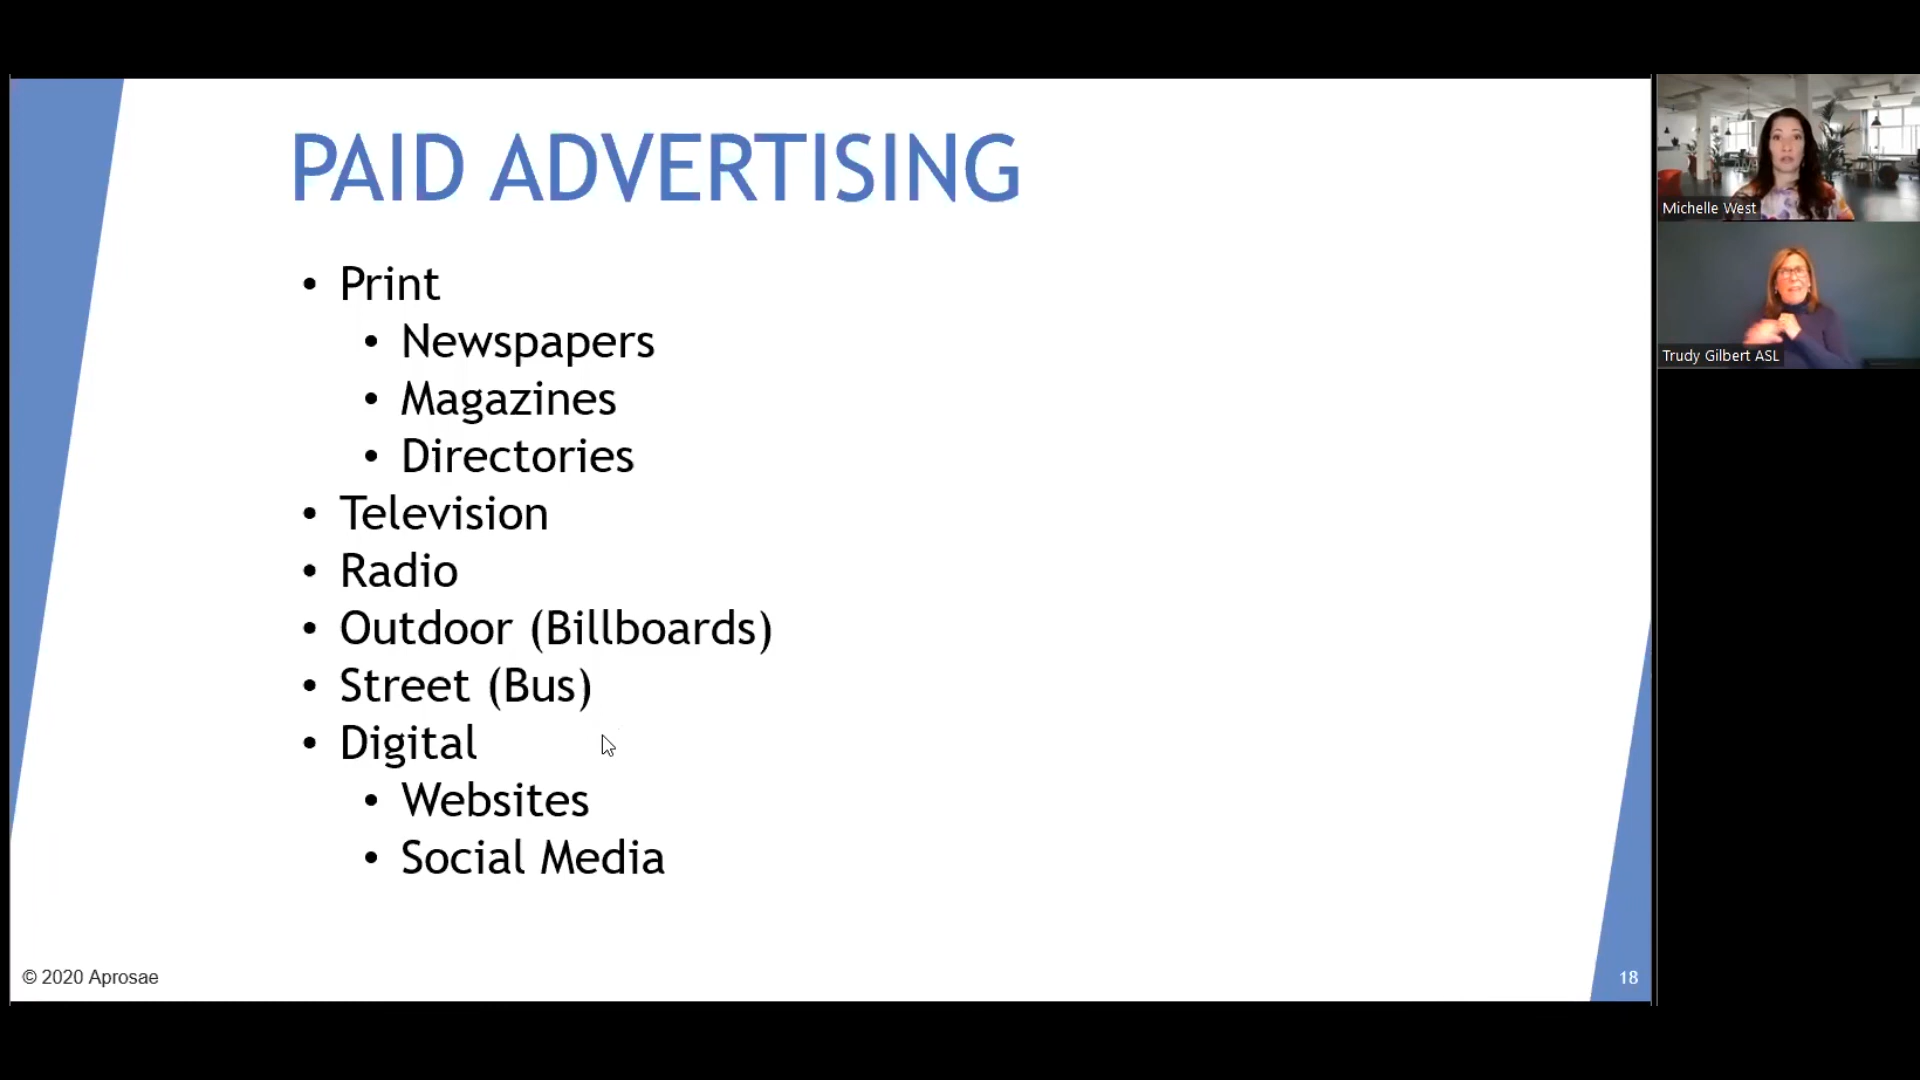 PAID ADVERTISING
• Print
• Newspapers
• Magazines
• Directories
• Television
• Radio
• Outdoor (Billboards)
• Street (Bus)
• Digital
• Websites
• Social Media
© 2020 Aprosae
18
Michelle West
Trudy Gilbert ASL